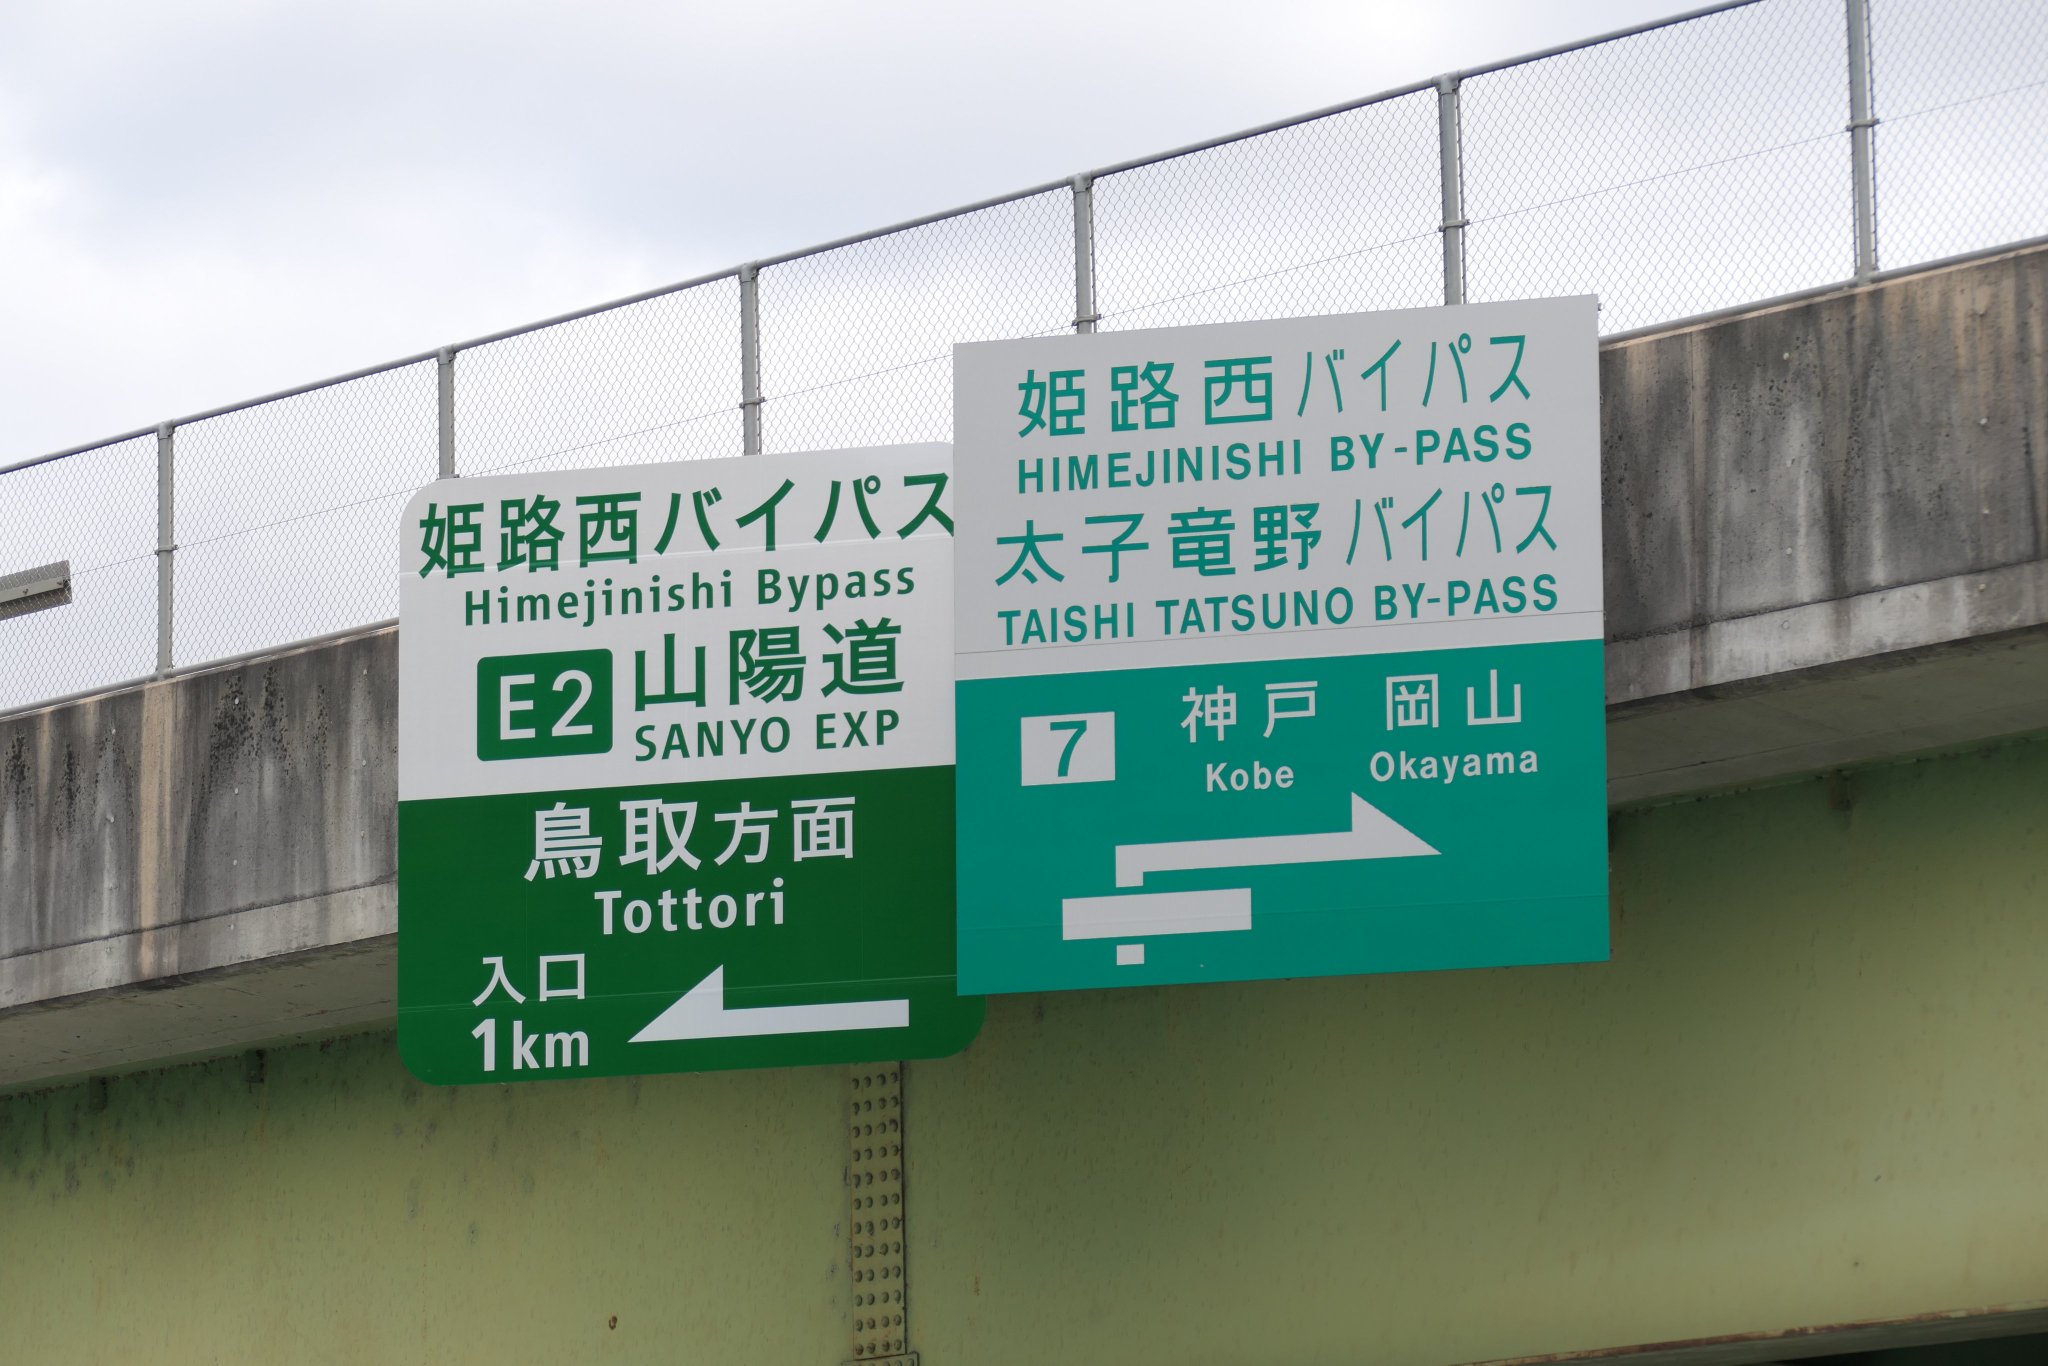 姫路西バイパス
Himejinishi Bypass
E2 山陽道
SANYO EXP
鳥取方面
Tottori
入口
1km
姫路西バイパス
HIMEJINISHI BY-PASS
太子竜野バイパス
TAISHI TATSUNO BY-PASS
7 神戸 岡山
Kobe Okayama